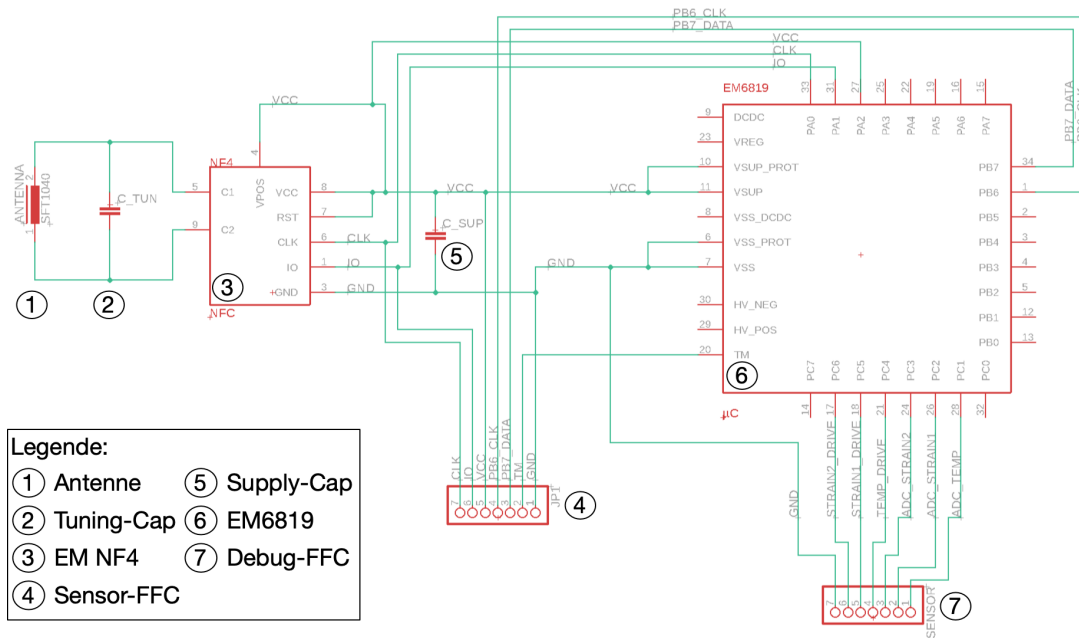 PB6_CLK
PB7_DATA
VCC
CLK
IO
33 31 27 25 22 19 16 15
EM6819
PA0 PA1 PA2 PA3 PA4 PA5 PA6 PA7
9 DCDC
23 VREG
10 VSUP_PROT
11 VSUP
8 VSS_DCDC
6 VSS_PROT
7 VSS
30 HV_NEG
29 HV_POS
20 TM
PB7 34
PB6 1
PB5 2
PB4 3
PB3 4
PB2 5
PB1 12
PB0 13
PB7_DATA
PC7 PC6 PC5 PC4 PC3 PC2 PC1 PC0
14 17 18 21 24 26 28 32
6
µC
VCC
4
NF4
VPOS
5 C1
9 C2
VCC 8
RST 7
CLK 6
IO 1
GND 3
3
NFC
ANTENNA
SFT1040
2
1
C_TUN
1
2
CLK
IO
GND
VCC
VCC
C_SUP
5
GND
CLK
IO
VCC
PB6_CLK
PB7_DATA
TM
GND
7 6 5 4 3 2 1
JP1
4
GND
STRAIN2_DRIVE
STRAIN1_DRIVE
TEMP_DRIVE
ADC_STRAIN2
ADC_STRAIN1
ADC_TEMP
7 6 5 4 3 2 1
SENSOR
7
Legende:
1 Antenne
2 Tuning-Cap
3 EM NF4
4 Sensor-FFC
5 Supply-Cap
6 EM6819
7 Debug-FFC